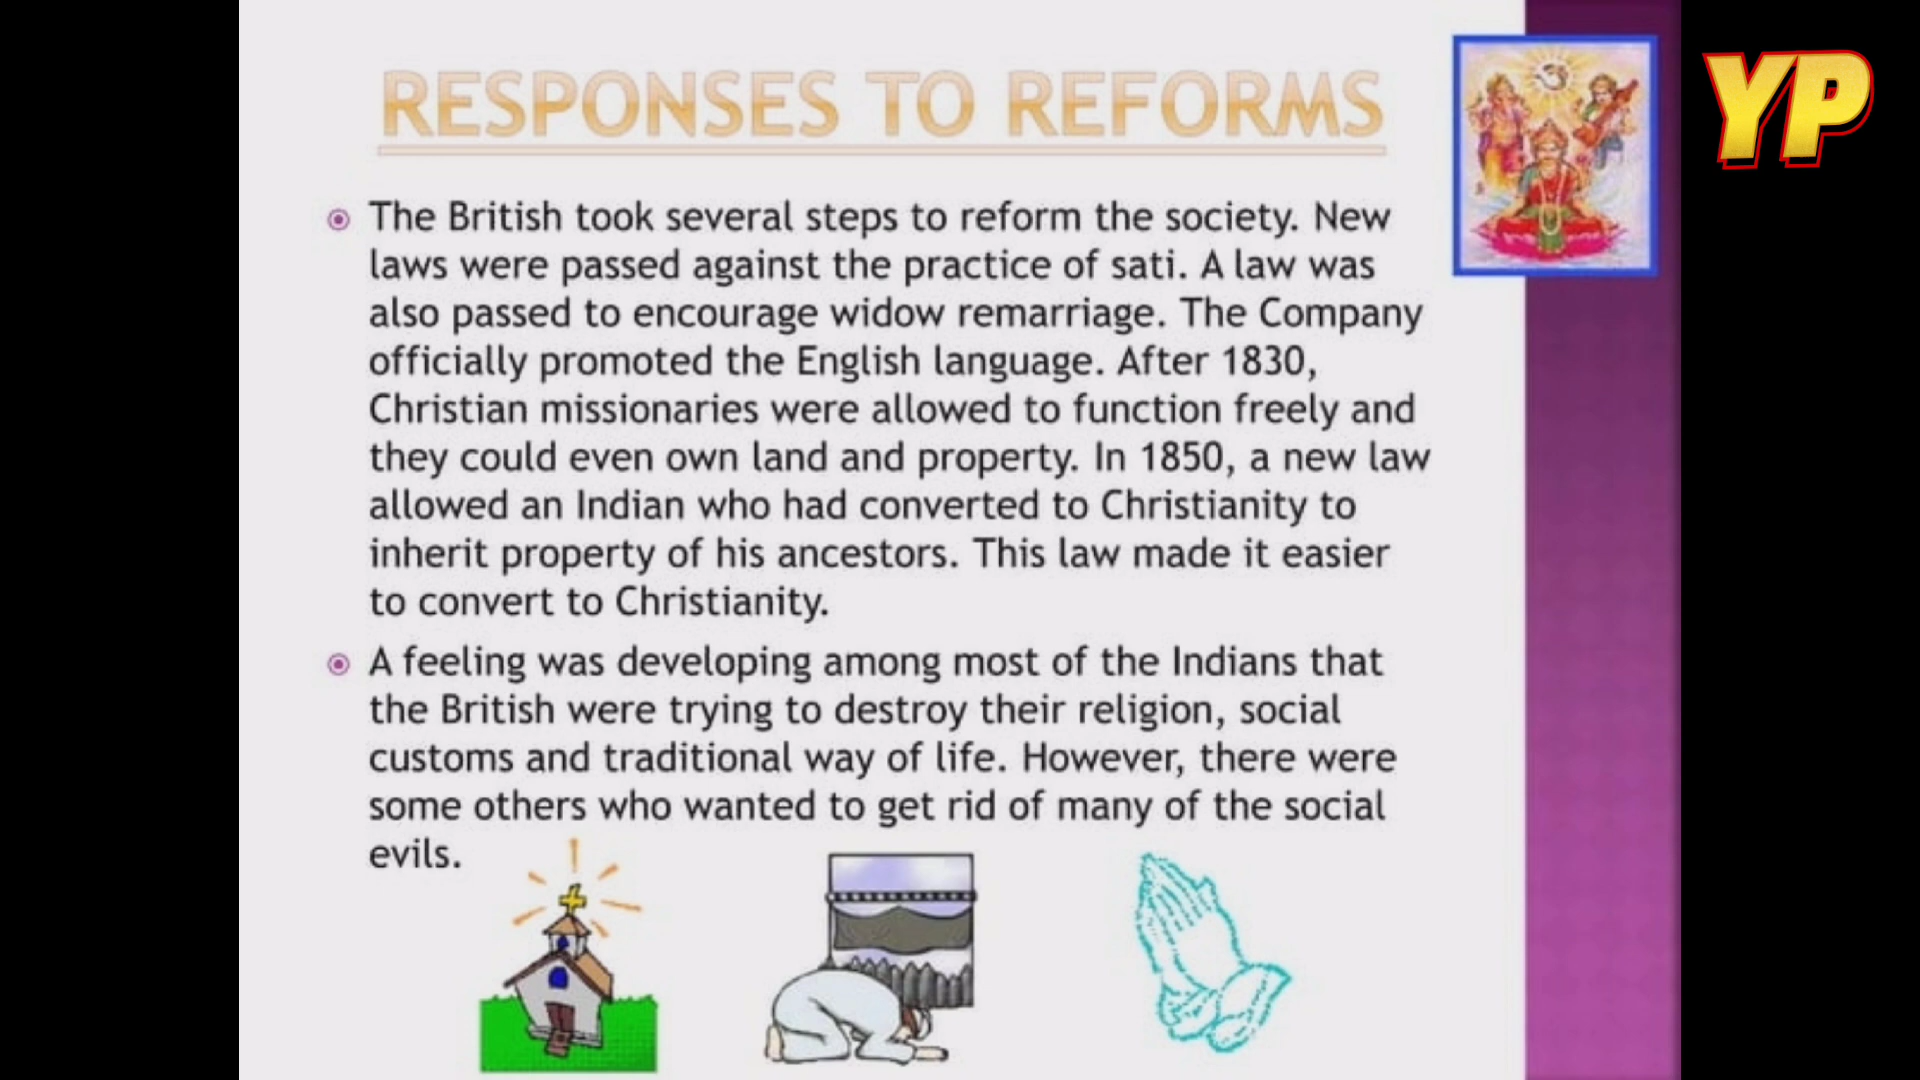 RESPONSES TO REFORMS
YP
The British took several steps to reform the society. New
laws were passed against the practice of sati. A law was
also passed to encourage widow remarriage. The Company
officially promoted the English language. After 1830,
Christian missionaries were allowed to function freely and
they could even own land and property. In 1850, a new law
allowed an Indian who had converted to Christianity to
inherit property of his ancestors. This law made it easier
to convert to Christianity.
A feeling was developing among most of the Indians that
the British were trying to destroy their religion, social
customs and traditional way of life. However, there were
some others who wanted to get rid of many of the social
evils.